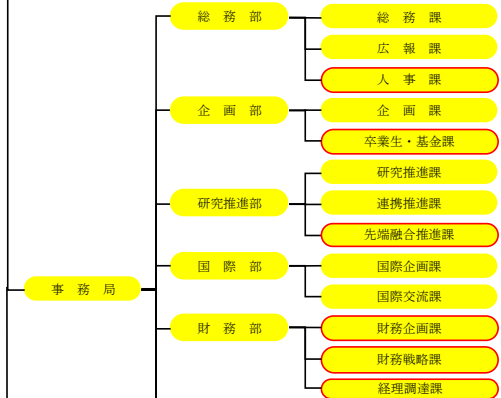 総務部
総務課
広報課
人事課
企画部
企画課
卒業生・基金課
研究推進課
研究推進部
連携推進課
先端融合推進課
国際部
国際企画課
事務局
国際交流課
財務部
財務企画課
財務戦略課
経理調達課